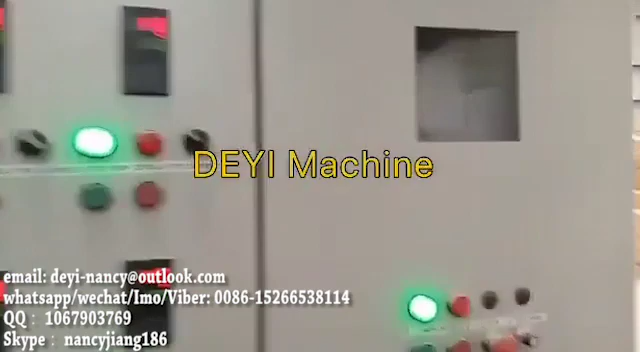 DEYI Machine
email: deyi-nancy@outlook.com
whatsapp/wechat/Imo/Viber: 0086-15266538114
QQ： 1067903769
Skype： nancyjiang186